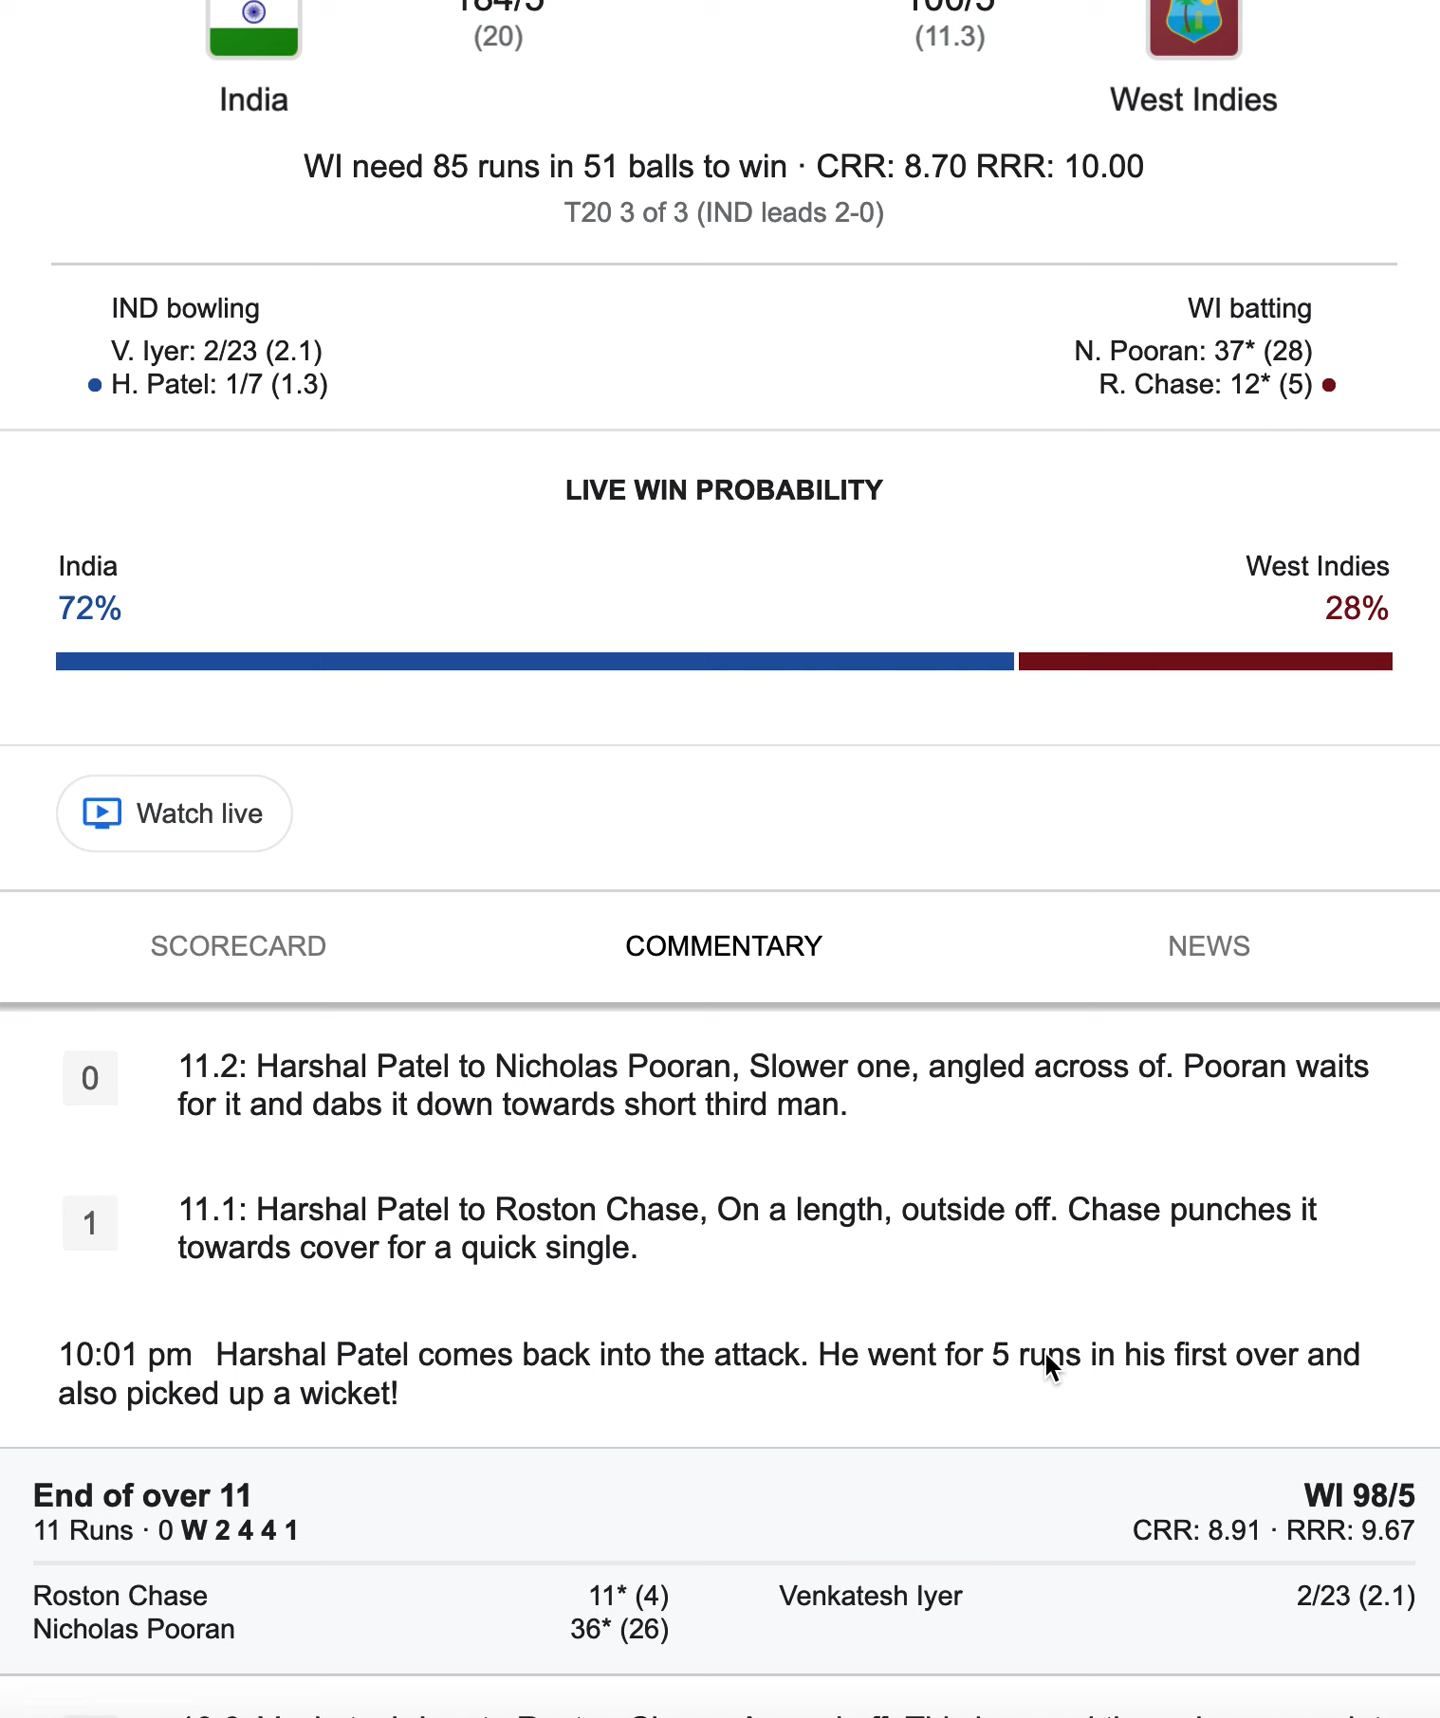 184/5
100/5
(20)
(11.3)
India
West Indies
WI need 85 runs in 51 balls to win · CRR: 8.70 RRR: 10.00
T20 3 of 3 (IND leads 2-0)
IND bowling
V. Iyer: 2/23 (2.1)
H. Patel: 1/7 (1.3)
WI batting
N. Pooran: 37* (28)
R. Chase: 12* (5)
LIVE WIN PROBABILITY
India
72%
West Indies
28%
Watch live
SCORECARD
COMMENTARY
NEWS
0
11.2: Harshal Patel to Nicholas Pooran, Slower one, angled across of. Pooran waits
for it and dabs it down towards short third man.
1
11.1: Harshal Patel to Roston Chase, On a length, outside off. Chase punches it
towards cover for a quick single.
10:01 pm Harshal Patel comes back into the attack. He went for 5 runs in his first over and
also picked up a wicket!
End of over 11
WI 98/5
11 Runs · 0 W 2 4 4 1
CRR: 8.91 · RRR: 9.67
Roston Chase 11* (4)
Nicholas Pooran 36* (26)
Venkatesh Iyer 2/23 (2.1)